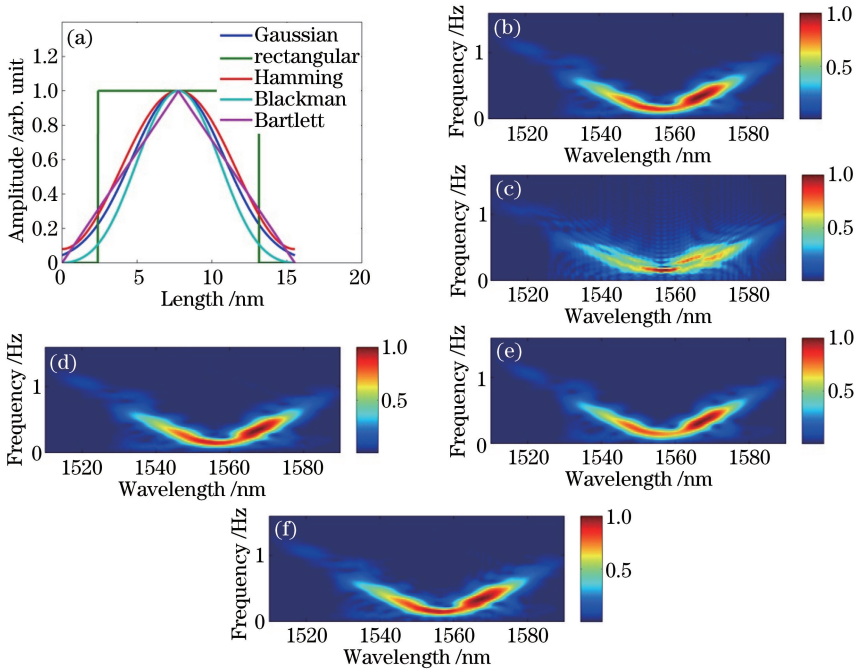 (a)
Gaussian
rectangular
Hamming
Blackman
Bartlett
Amplitude /arb. unit
1.2
1.0
0.8
0.6
0.4
0.2
0
0 5 10 15 20
Length /nm
(b)
Frequency /Hz
1
0
1520 1540 1560 1580
Wavelength /nm
1.0
0.5
(c)
Frequency /Hz
1
0
1520 1540 1560 1580
Wavelength /nm
1.0
0.5
(d)
Frequency /Hz
1
0
1520 1540 1560 1580
Wavelength /nm
1.0
0.5
(e)
Frequency /Hz
1
0
1520 1540 1560 1580
Wavelength /nm
1.0
0.5
(f)
Frequency /Hz
1
0
1520 1540 1560 1580
Wavelength /nm
1.0
0.5